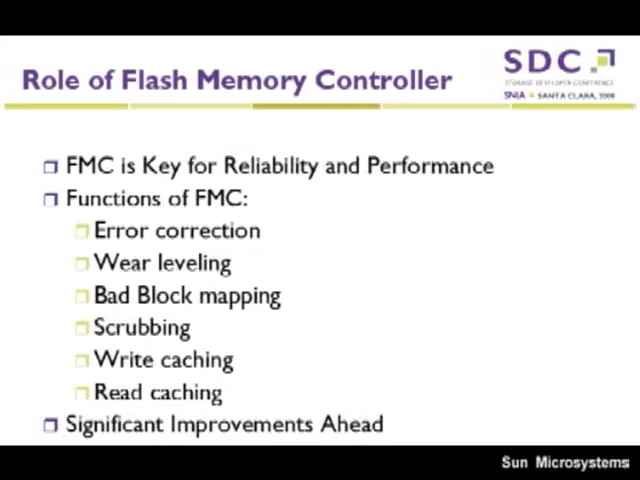 SDC
STORAGE DEVELOPER CONFERENCE
SNIA SANTA CLARA, 2008
Role of Flash Memory Controller
FMC is Key for Reliability and Performance
Functions of FMC:
Error correction
Wear leveling
Bad Block mapping
Scrubbing
Write caching
Read caching
Significant Improvements Ahead
Sun Microsystems